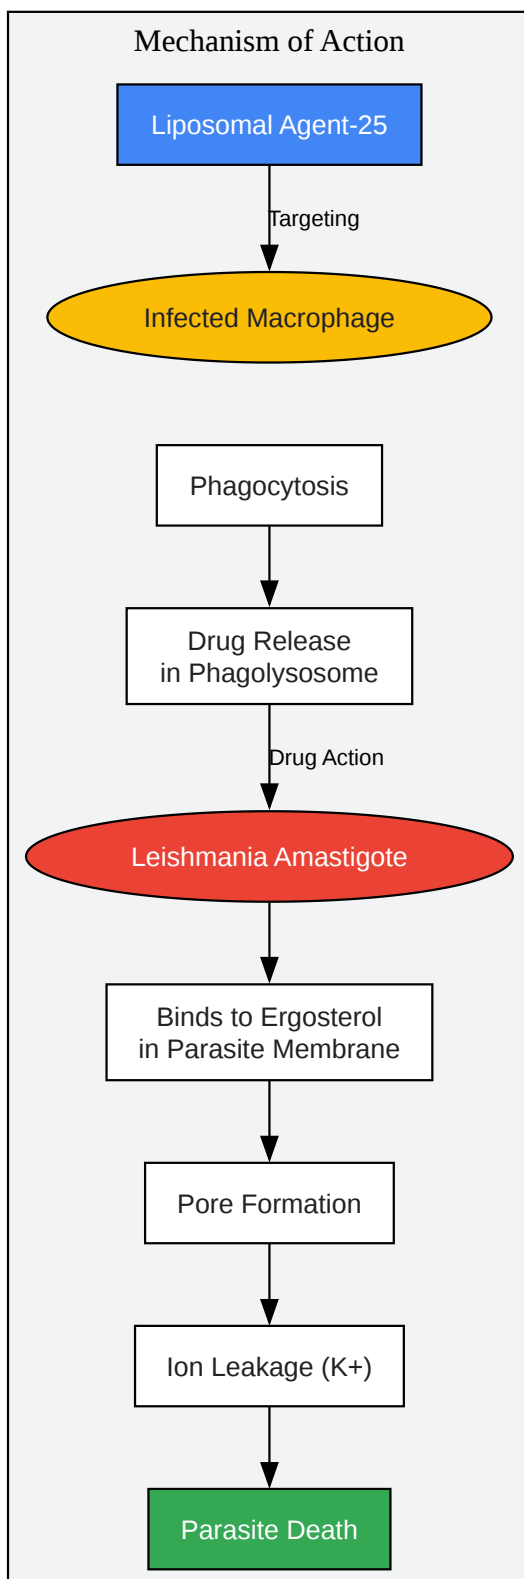 Mechanism of Action
Liposomal Agent-25
Targeting
Infected Macrophage
Phagocytosis
Drug Release
in Phagolysosome
Drug Action
Leishmania Amastigote
Binds to Ergosterol
in Parasite Membrane
Pore Formation
Ion Leakage (K+)
Parasite Death